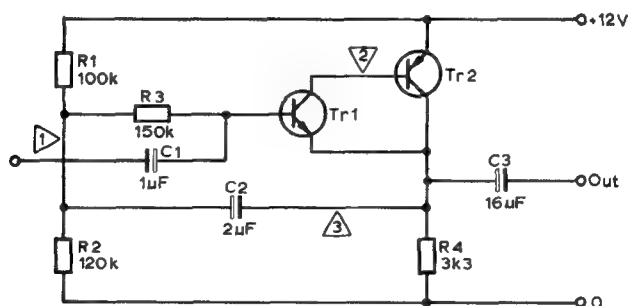 +12V
R1
100k
2
Tr2
R3
150k
Tr1
1
C1
1µF
C3
16µF
Out
C2
2µF
3
R2
120k
R4
3k3
0